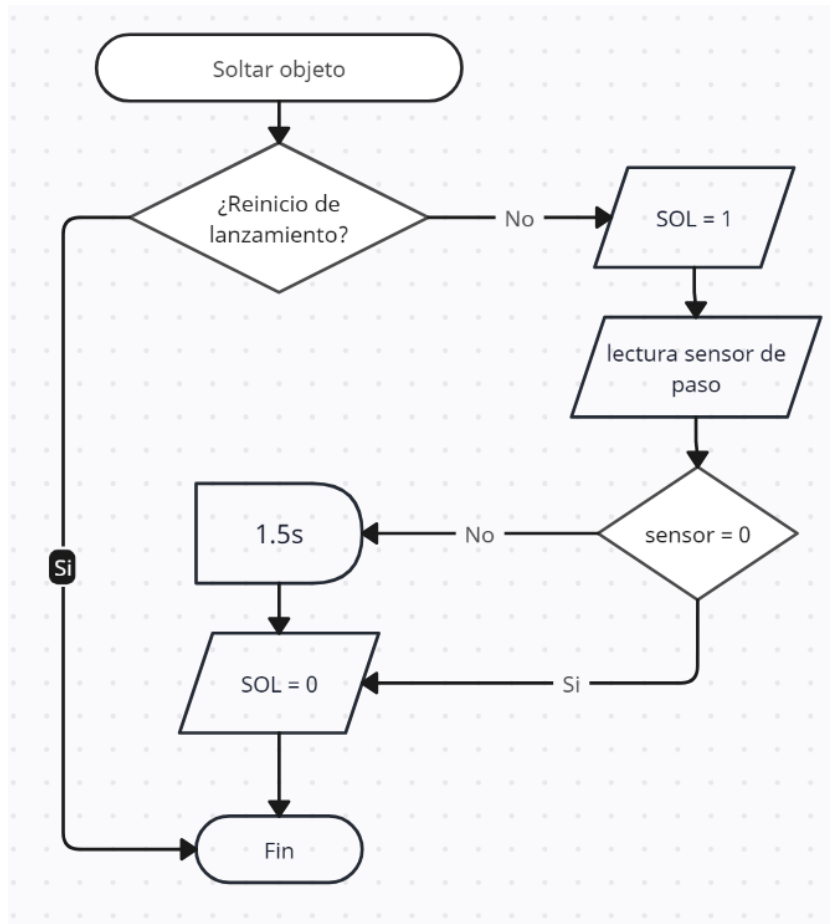 Soltar objeto
¿Reinicio de
lanzamiento?
No
SOL = 1
lectura sensor de
paso
sensor = 0
No
1.5s
Si
Si
SOL = 0
Fin